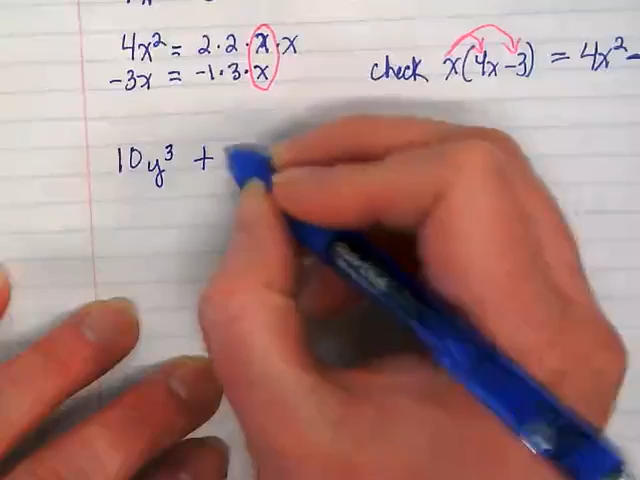 4x² = 2·2·x·x
-3x = -1·3·x
check x(4x-3) = 4x² -
10y³ +